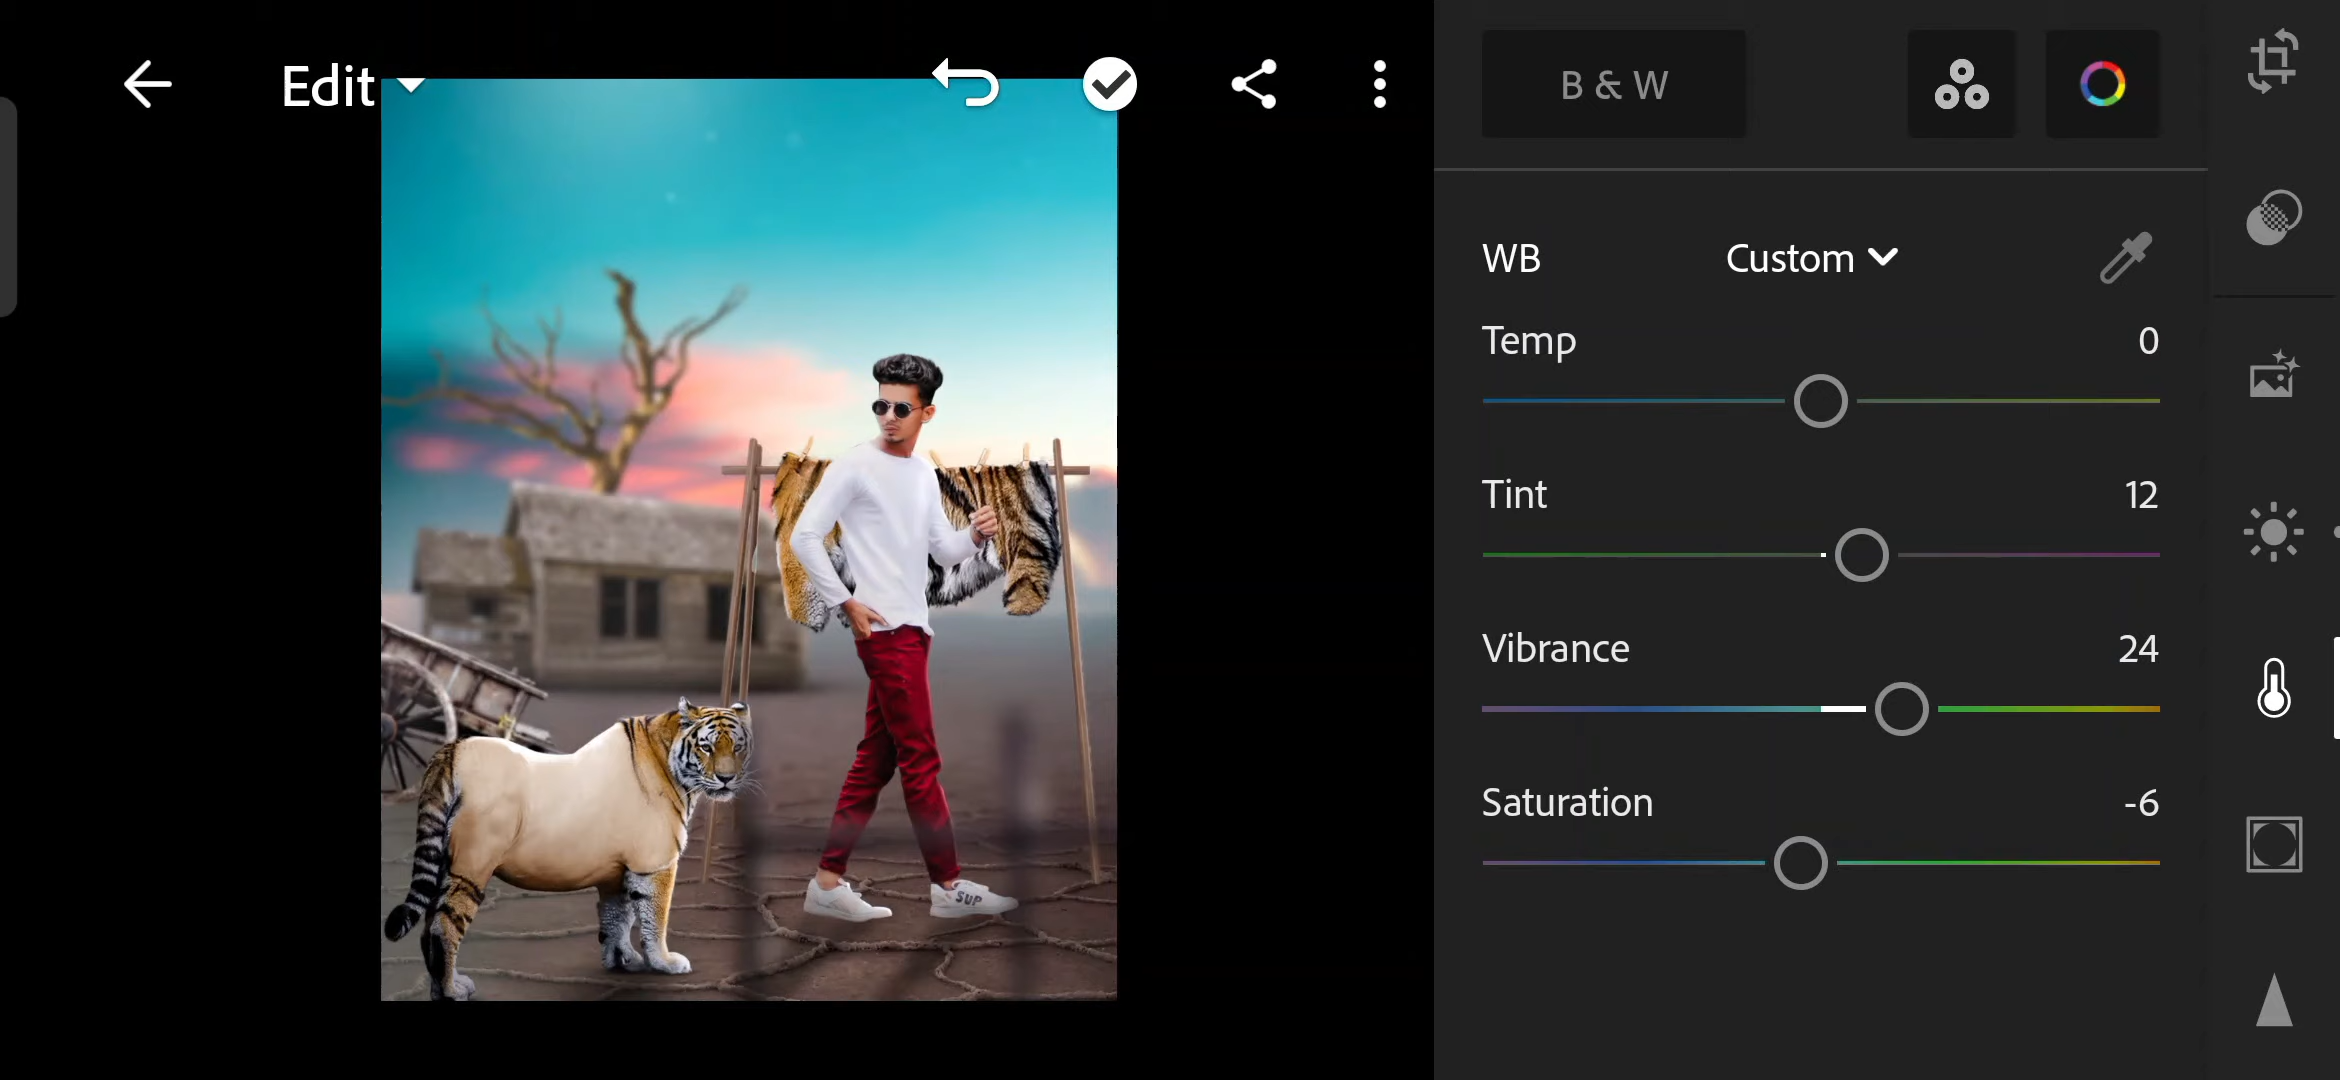 Edit
B & W
WB Custom
Temp 0
Tint 12
Vibrance 24
Saturation -6
SUP